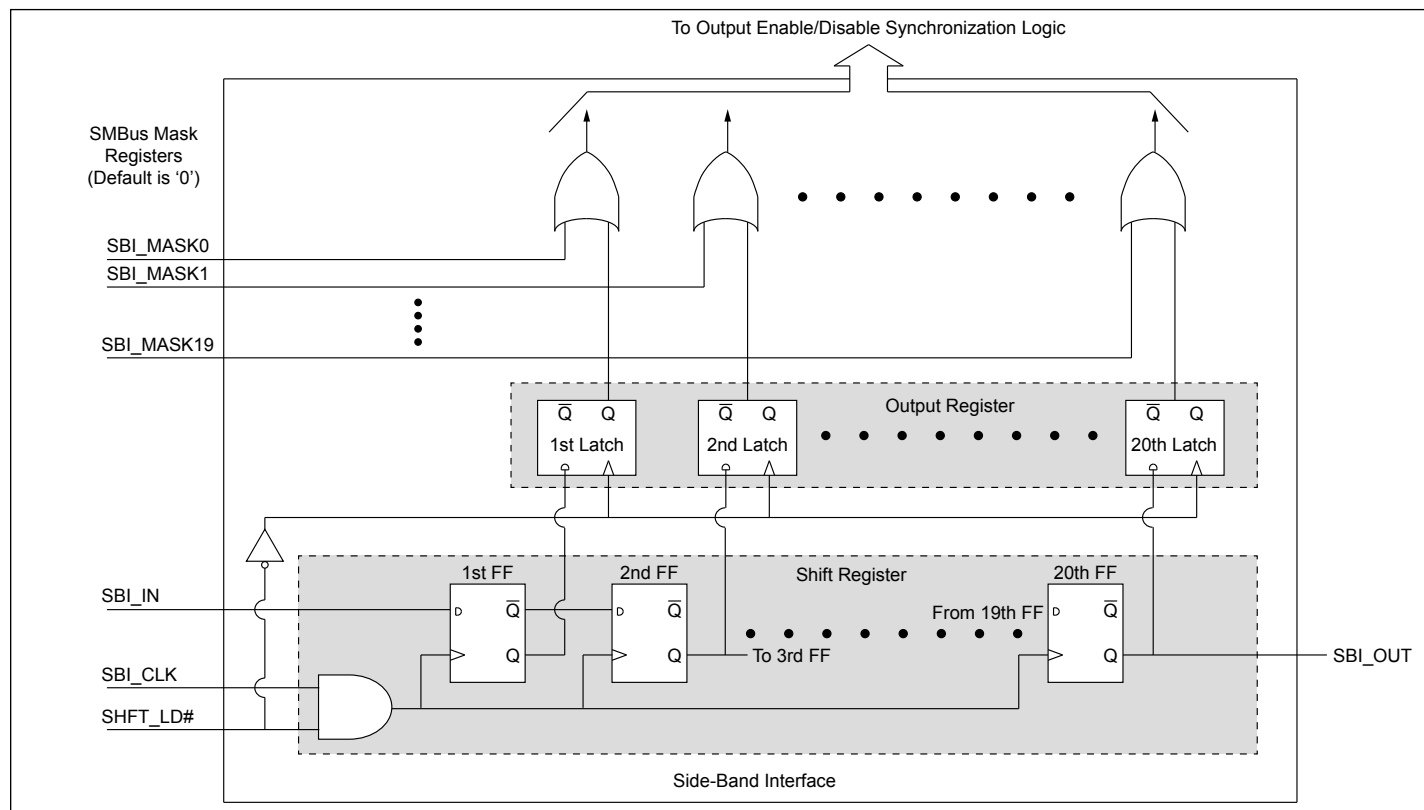 To Output Enable/Disable Synchronization Logic
SMBus Mask
Registers
(Default is ‘0’)
SBI_MASK0
SBI_MASK1
SBI_MASK19
Q̅ Q
1st Latch
Q̅ Q
2nd Latch
Output Register
Q̅ Q
20th Latch
1st FF
2nd FF
Shift Register
20th FF
SBI_IN
D Q̅
D Q̅
From 19th FF
D Q̅
Q
Q
To 3rd FF
Q
SBI_OUT
SBI_CLK
SHFT_LD#
Side-Band Interface